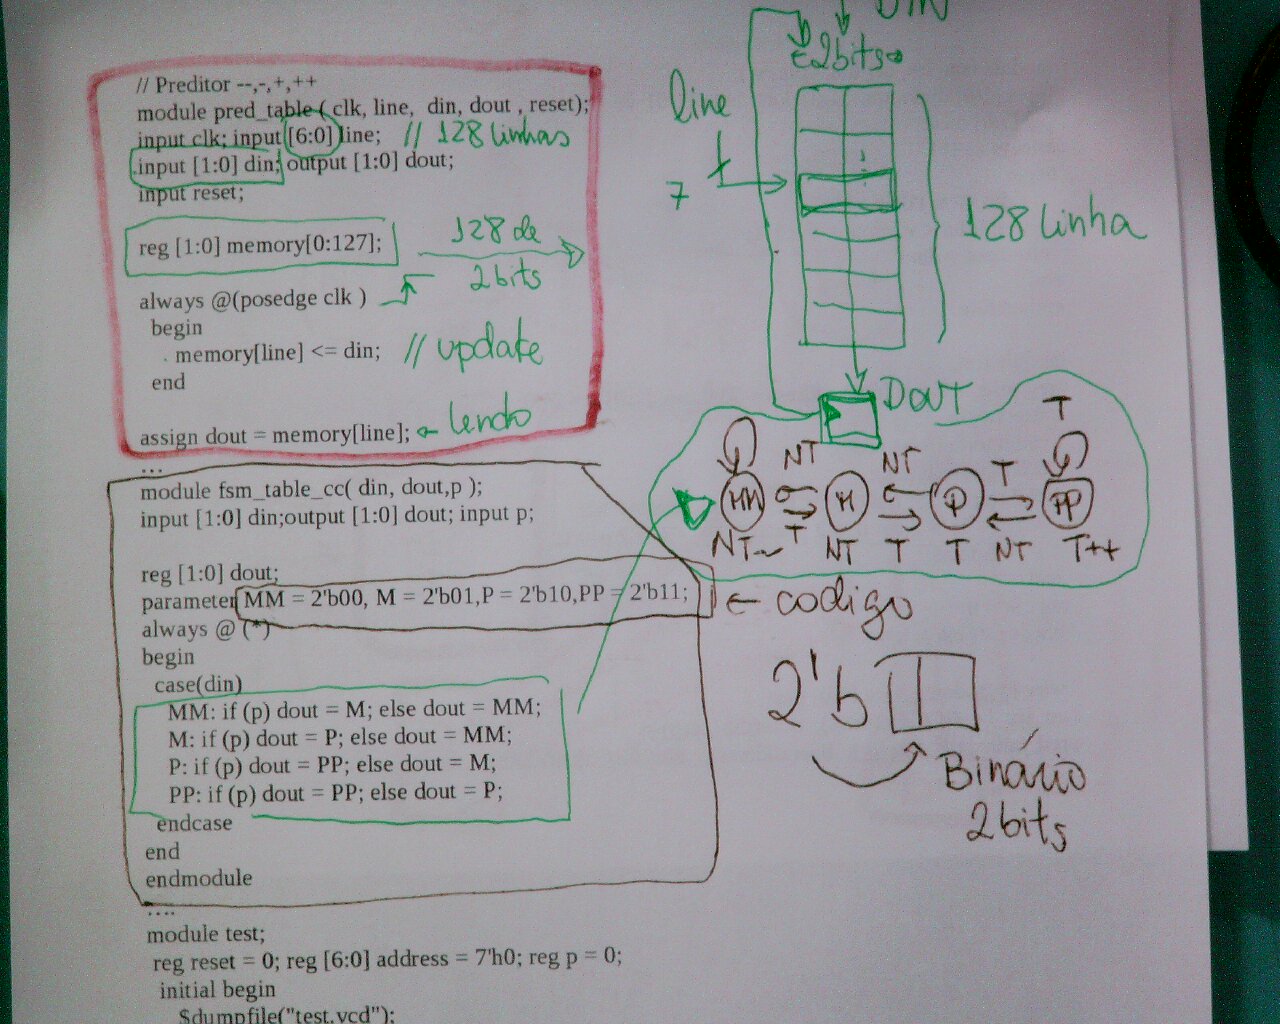 // Preditor --,-,+,++
module pred_table ( clk, line, din, dout , reset);
input clk; input [6:0] line; // 128 linhas
input [1:0] din; output [1:0] dout;
input reset;
reg [1:0] memory[0:127];
128 de
2 bits
always @(posedge clk )
begin
memory[line] <= din; // update
end
assign dout = memory[line]; ← lendo
...
module fsm_table_cc( din, dout,p );
input [1:0] din;output [1:0] dout; input p;
reg [1:0] dout;
parameter MM = 2'b00, M = 2'b01,P = 2'b10,PP = 2'b11; ← codigo
always @ (*)
begin
case(din)
MM: if (p) dout = M; else dout = MM;
M: if (p) dout = P; else dout = MM;
P: if (p) dout = PP; else dout = M;
PP: if (p) dout = PP; else dout = P;
endcase
end
endmodule
....
module test;
reg reset = 0; reg [6:0] address = 7'h0; reg p = 0;
initial begin
$dumpfile("test.vcd");
DIN
2bits
line
7
128 linha
DOUT
T
NT NT T
MM M P PP
NT T NT T T NT T++
2'b
Binário
2 bits